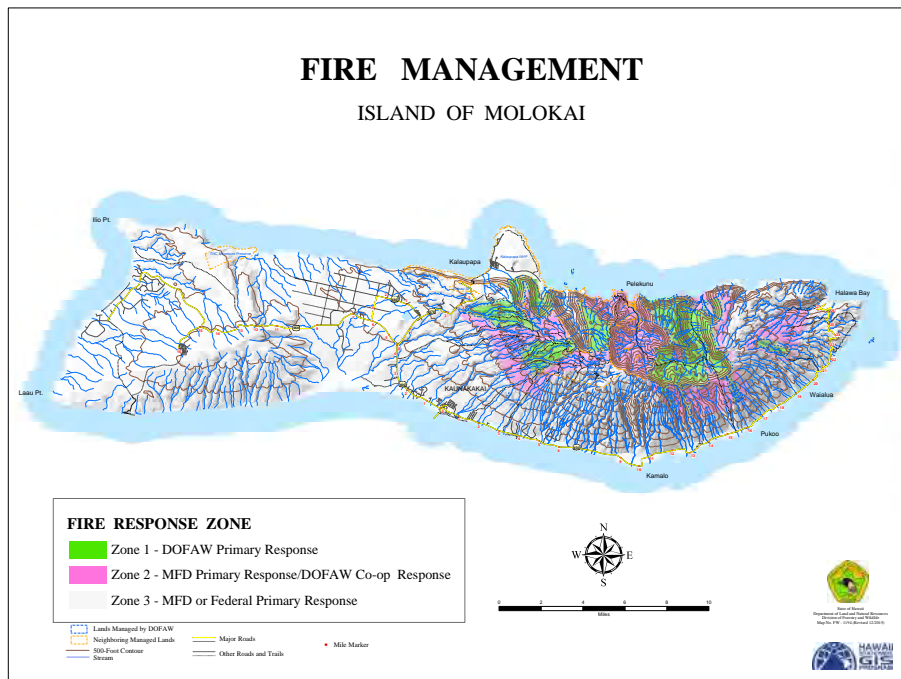 FIRE MANAGEMENT
ISLAND OF MOLOKAI
Ilio Pt.
Kalaupapa
Pelekunu
Halawa Bay
Laau Pt.
KAUNAKAKAI
Waialua
Pukoo
Kamalo
FIRE RESPONSE ZONE
Zone 1 - DOFAW Primary Response
Zone 2 - MFD Primary Response/DOFAW Co-op Response
Zone 3 - MFD or Federal Primary Response
Lands Managed by DOFAW
Neighboring Managed Lands
500-Foot Contour
Stream
Major Roads
Other Roads and Trails
Mile Marker
N
W E
S
0 2 4 6 8 10
Miles
State of Hawaii
Department of Land and Natural Resources
Division of Forestry and Wildlife
HAWAII
STATEWIDE
GIS
PROGRAM